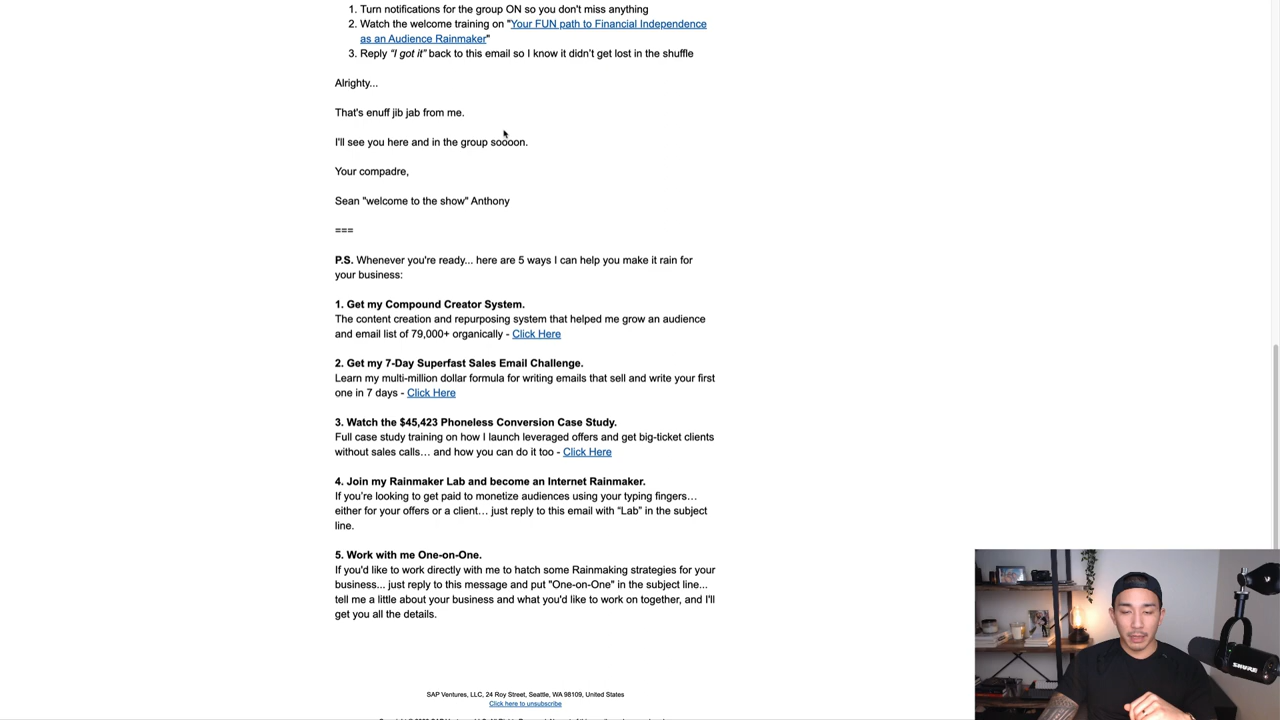 1. Turn notifications for the group ON so you don't miss anything
2. Watch the welcome training on "Your FUN path to Financial Independence
as an Audience Rainmaker"
3. Reply “I got it” back to this email so I know it didn’t get lost in the shuffle
Alrighty...
That's enuff jib jab from me.
I'll see you here and in the group soooon.
Your compadre,
Sean "welcome to the show" Anthony
===
P.S. Whenever you're ready... here are 5 ways I can help you make it rain for
your business:
1. Get my Compound Creator System.
The content creation and repurposing system that helped me grow an audience
and email list of 79,000+ organically - Click Here
2. Get my 7-Day Superfast Sales Email Challenge.
Learn my multi-million dollar formula for writing emails that sell and write your first
one in 7 days - Click Here
3. Watch the $45,423 Phoneless Conversion Case Study.
Full case study training on how I launch leveraged offers and get big-ticket clients
without sales calls… and how you can do it too - Click Here
4. Join my Rainmaker Lab and become an Internet Rainmaker.
If you’re looking to get paid to monetize audiences using your typing fingers…
either for your offers or a client… just reply to this email with “Lab” in the subject
line.
5. Work with me One-on-One.
If you'd like to work directly with me to hatch some Rainmaking strategies for your
business... just reply to this message and put "One-on-One" in the subject line...
tell me a little about your business and what you'd like to work on together, and I'll
get you all the details.
SAP Ventures, LLC, 24 Roy Street, Seattle, WA 98109, United States
Click here to unsubscribe
SHURE